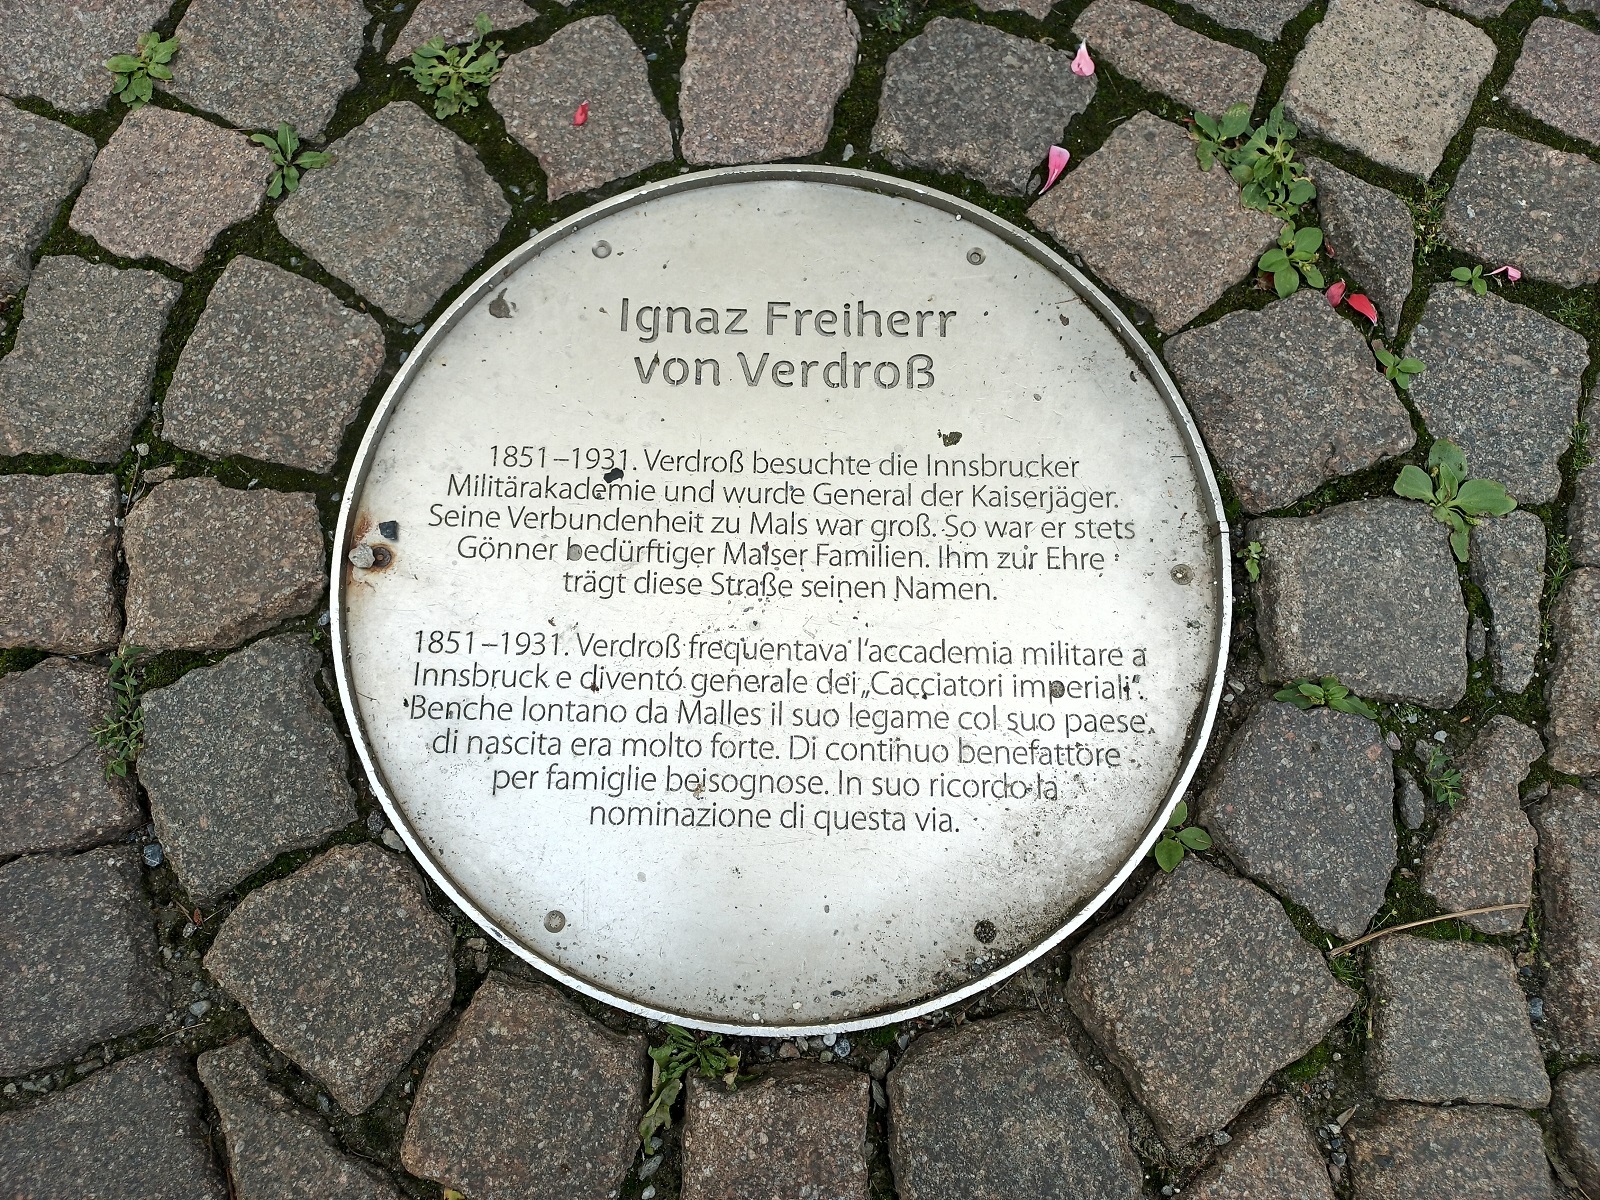 Ignaz Freiherr
von Verdroß
1851–1931. Verdroß besuchte die Innsbrucker
Militärakademie und wurde General der Kaiserjäger.
Seine Verbundenheit zu Mals war groß. So war er stets
Gönner bedürftiger Malser Familien. Ihm zur Ehre
trägt diese Straße seinen Namen.
1851–1931. Verdroß frequentava l'accademia militare a
Innsbruck e diventó generale dei „Cacciatori imperiali“.
Benche lontano da Malles il suo legame col suo paese
di nascita era molto forte. Di continuo benefattore
per famiglie beisognose. In suo ricordo la
nominazione di questa via.